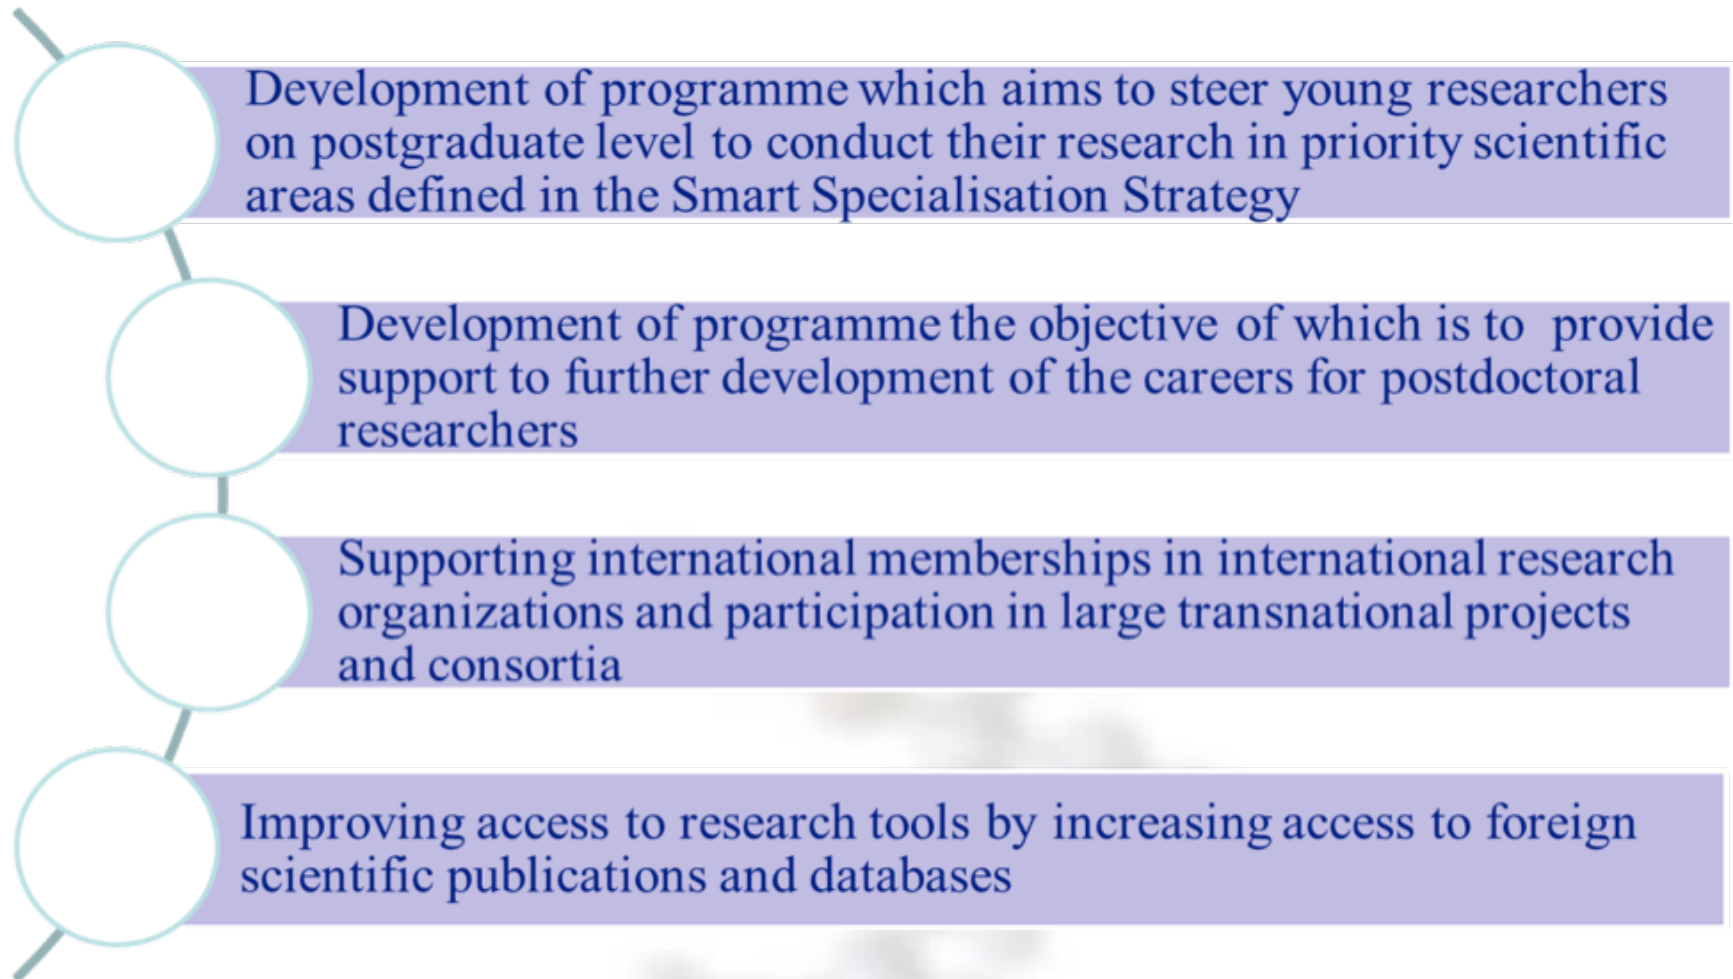 Development of programme which aims to steer young researchers
on postgraduate level to conduct their research in priority scientific
areas defined in the Smart Specialisation Strategy
Development of programme the objective of which is to provide
support to further development of the careers for postdoctoral
researchers
Supporting international memberships in international research
organizations and participation in large transnational projects
and consortia
Improving access to research tools by increasing access to foreign
scientific publications and databases